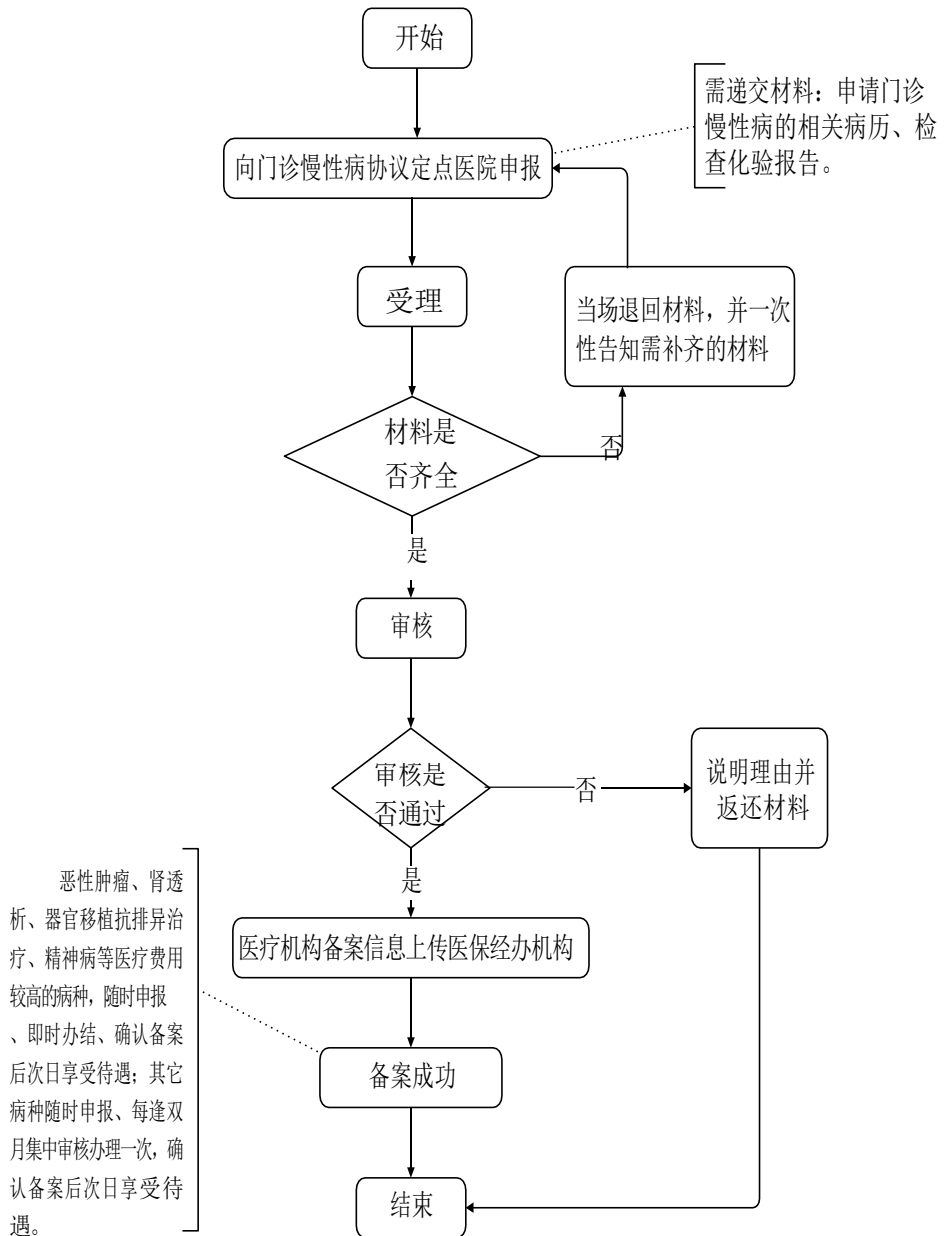 开始
需递交材料：申请门诊
慢性病的相关病历、检
查化验报告。
向门诊慢性病协议定点医院申报
受理
当场退回材料，并一次
性告知需补齐的材料
材料是
否齐全
否
是
审核
审核是
否通过
否
说明理由并
返还材料
是
医疗机构备案信息上传医保经办机构
恶性肿瘤、肾透
析、器官移植抗排异治
疗、精神病等医疗费用
较高的病种，随时申报
、即时办结、确认备案
后次日享受待遇；其它
病种随时申报、每逢双
月集中审核办理一次，确
认备案后次日享受待
遇。
备案成功
结束